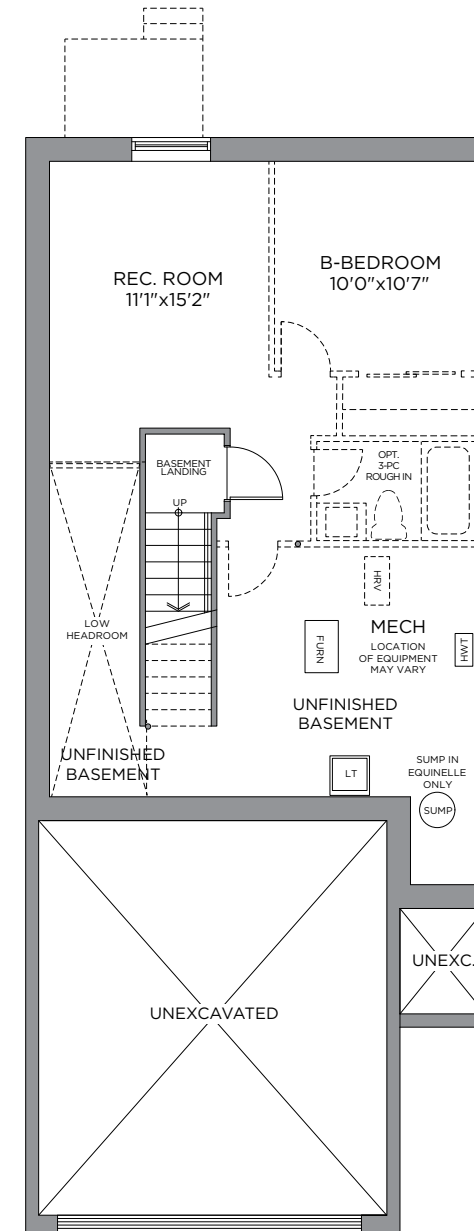 REC. ROOM
11'1"x15'2"
B-BEDROOM
10'0"x10'7"
BASEMENT
LANDING
UP
OPT.
3-PC
ROUGH IN
LOW
HEADROOM
HRV
MECH
LOCATION
OF EQUIPMENT
MAY VARY
FURN
HWT
UNFINISHED
BASEMENT
UNFINISHED
BASEMENT
LT
SUMP IN
EQUINELLE
ONLY
SUMP
UNEXCAVATED
UNEXC.